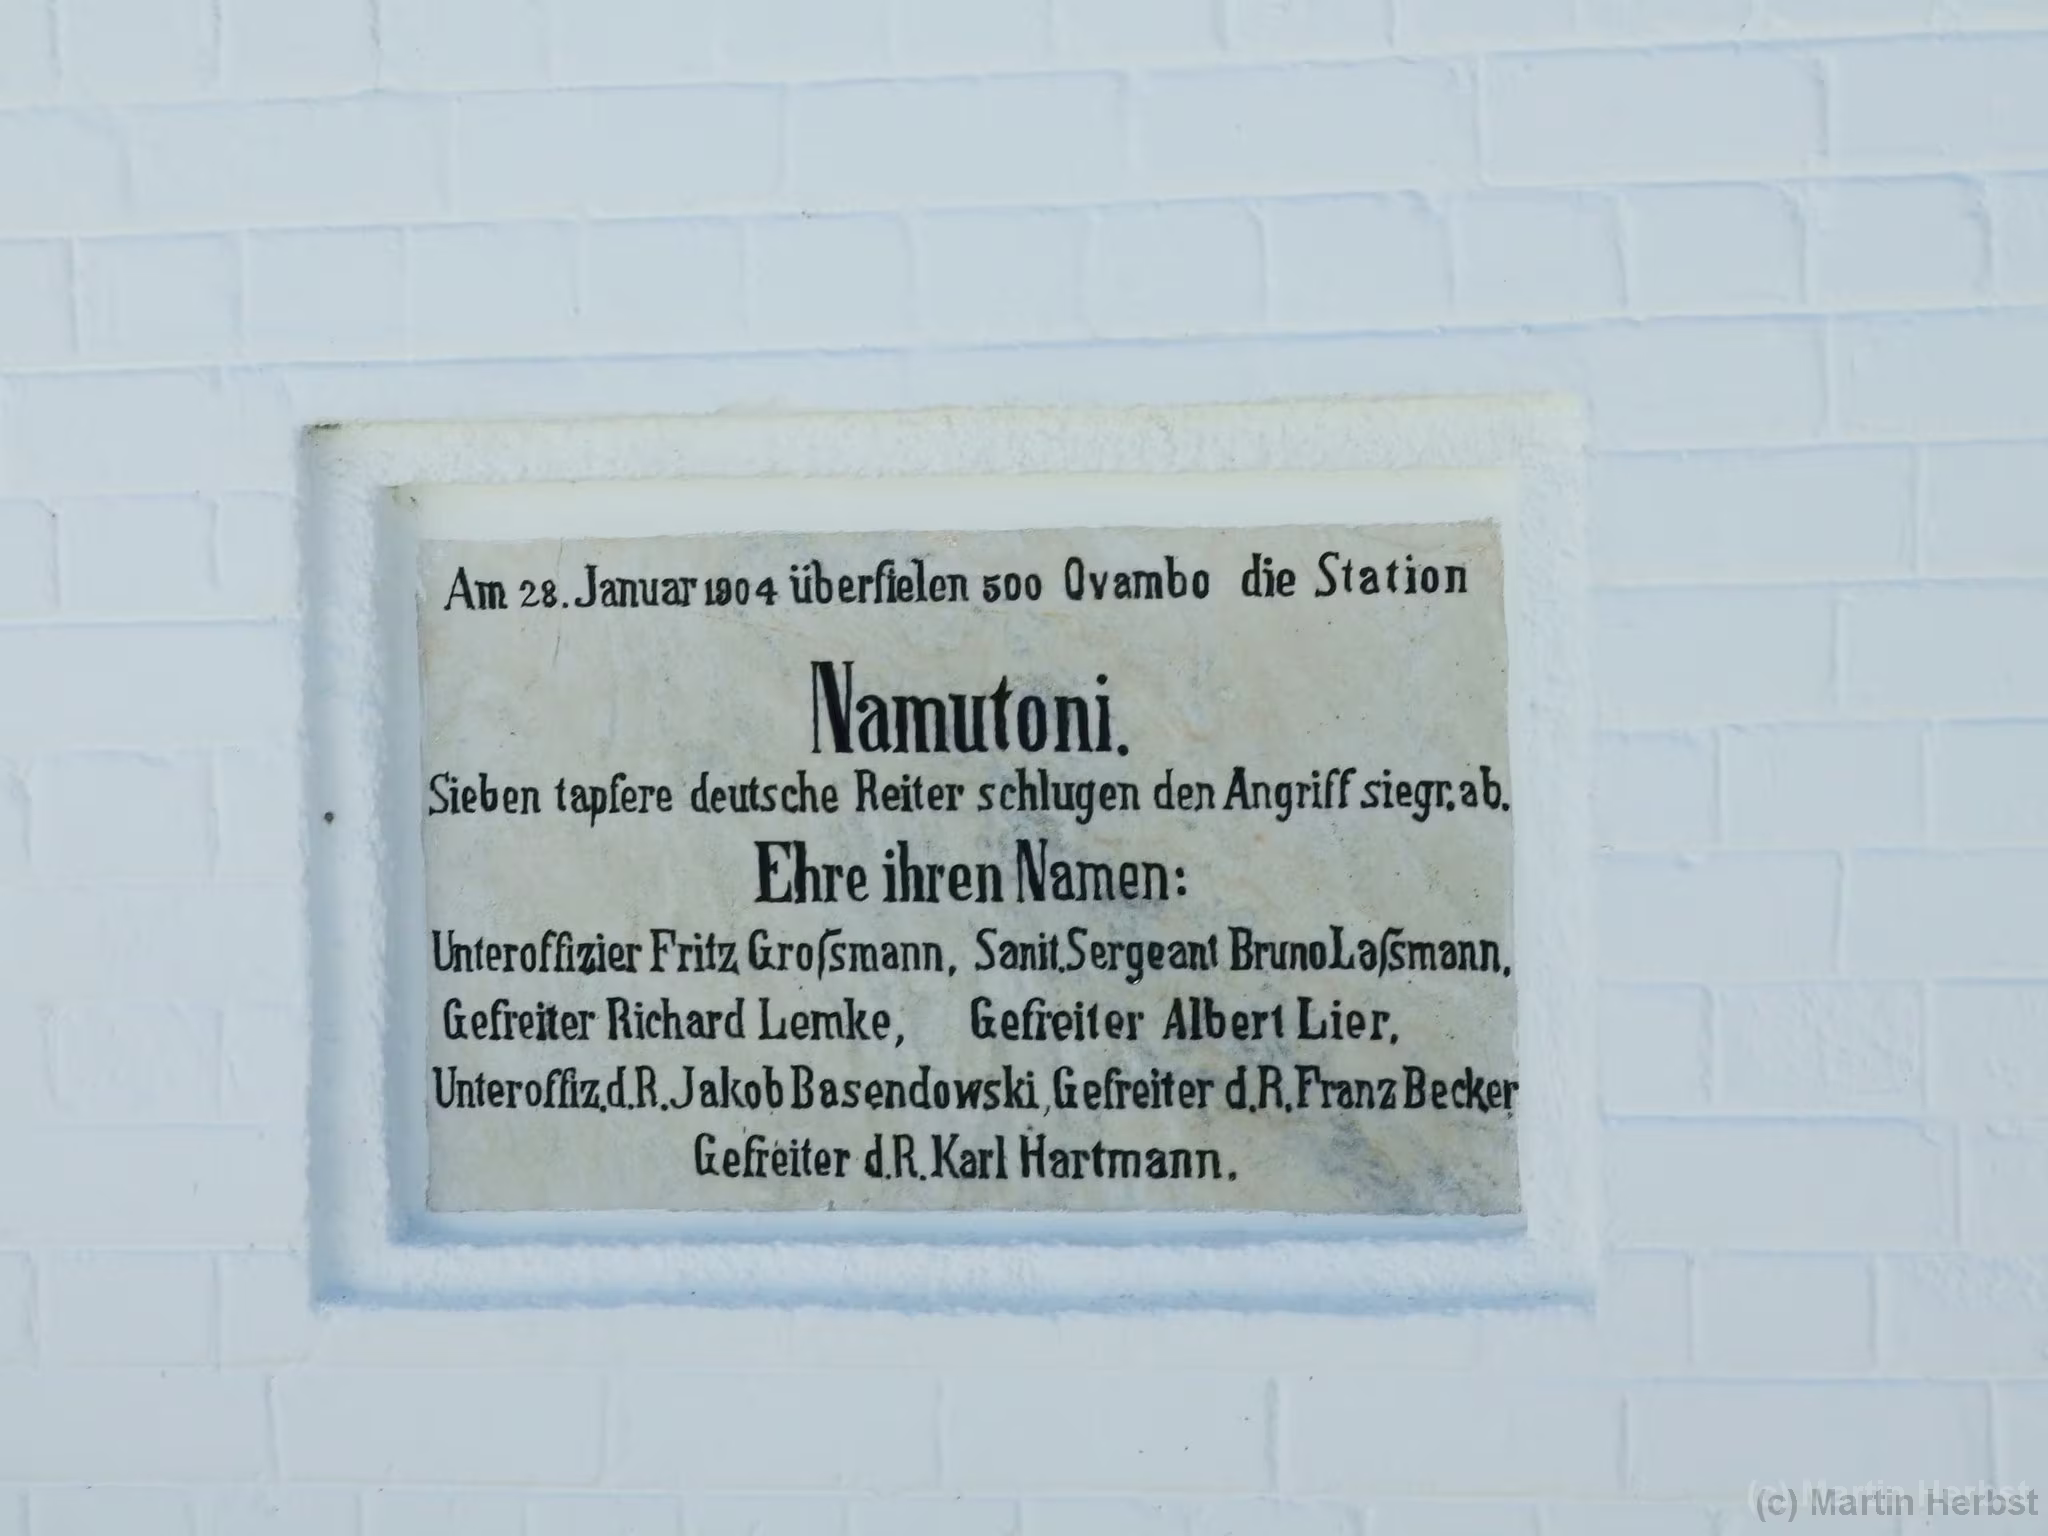 Am 28. Januar 1904 überfielen 500 Ovambo die Station
Namutoni.
Sieben tapfere deutsche Reiter schlugen den Angriff siegr. ab.
Ehre ihren Namen:
Unteroffizier Fritz Groſsmann, Sanit. Sergeant Bruno Laſsmann,
Gefreiter Richard Lemke, Gefreiter Albert Lier,
Unteroffiz. d. R. Jakob Basendowski, Gefreiter d. R. Franz Becker
Gefreiter d. R. Karl Hartmann.
(c) Martin Herbst